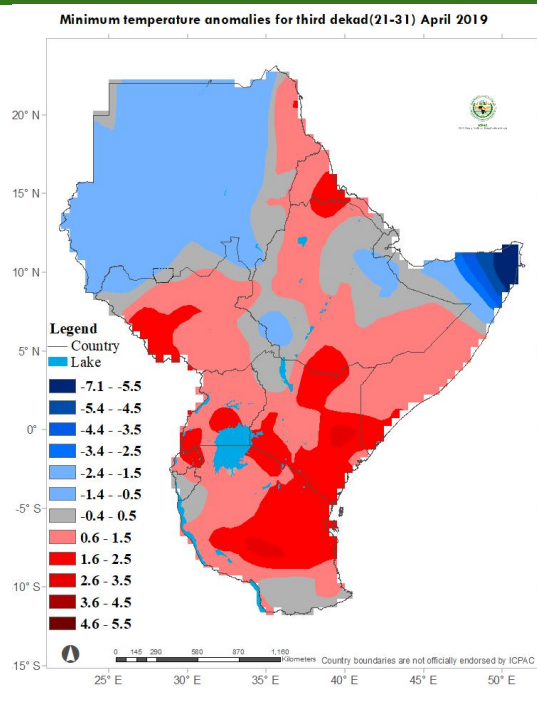 Minimum temperature anomalies for third dekad(21-31) April 2019
20° N
15° N
10° N
5° N
0°
-5° S
10° S
15° S
Legend
Country
Lake
-7.1 - -5.5
-5.4 - -4.5
-4.4 - -3.5
-3.4 - -2.5
-2.4 - -1.5
-1.4 - -0.5
-0.4 - 0.5
0.6 - 1.5
1.6 - 2.5
2.6 - 3.5
3.6 - 4.5
4.6 - 5.5
0 145 290 580 870 1,160
Kilometers
Country boundaries are not officially endorsed by ICPAC
25° E 30° E 35° E 40° E 45° E 50° E